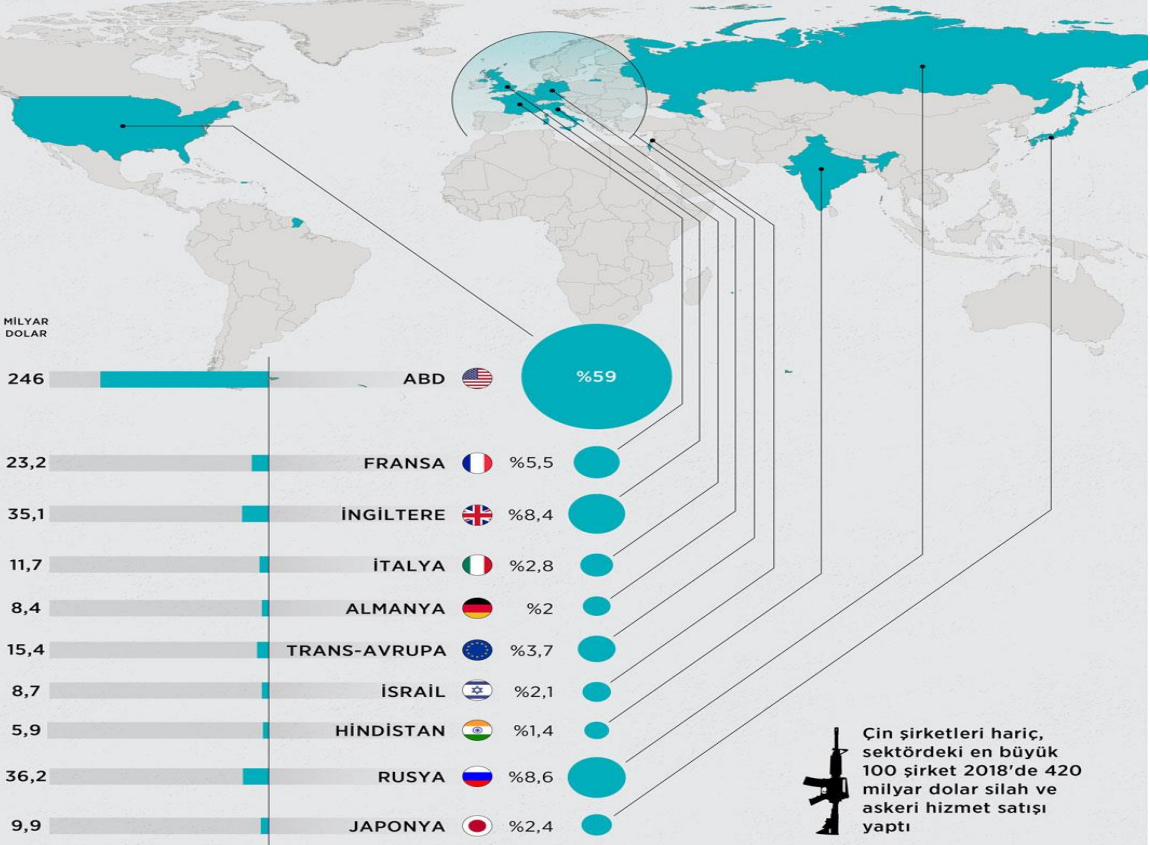 MİLYAR
DOLAR
246 ABD %59
23,2 FRANSA %5,5
35,1 İNGİLTERE %8,4
11,7 İTALYA %2,8
8,4 ALMANYA %2
15,4 TRANS-AVRUPA %3,7
8,7 İSRAİL %2,1
5,9 HİNDİSTAN %1,4
36,2 RUSYA %8,6
9,9 JAPONYA %2,4
Çin şirketleri hariç,
sektördeki en büyük
100 şirket 2018'de 420
milyar dolar silah ve
askeri hizmet satışı
yaptı